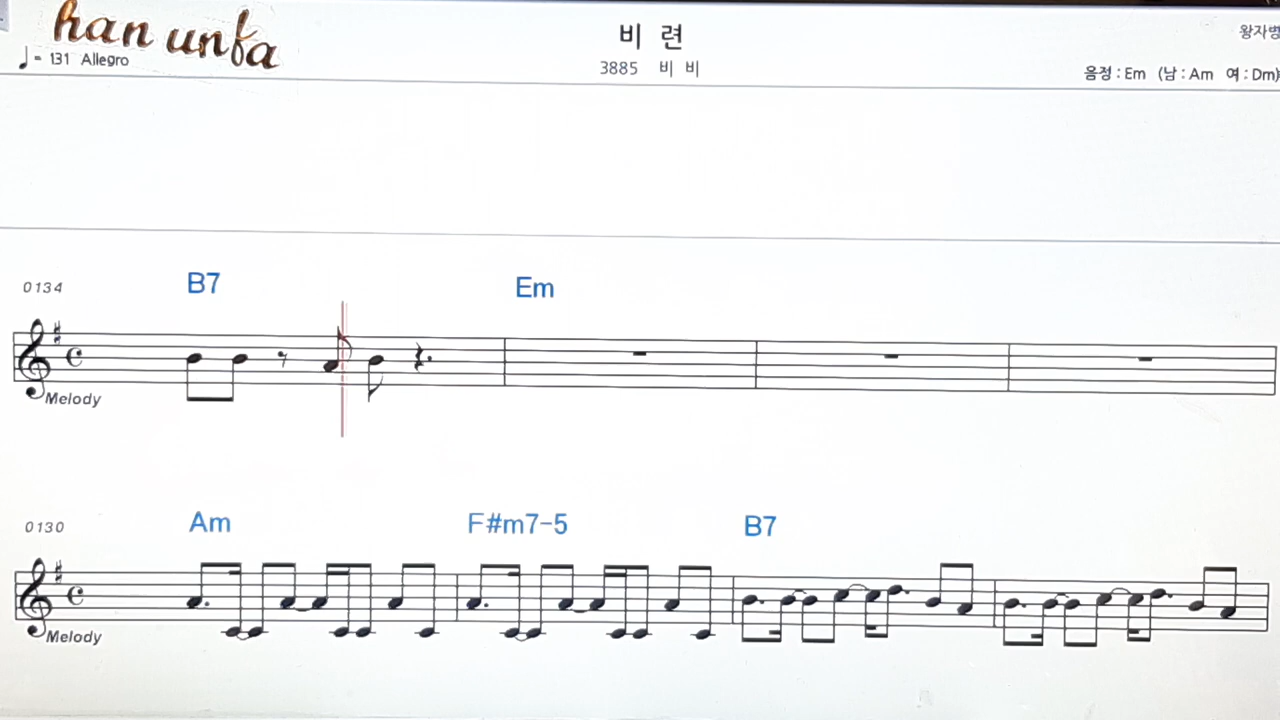 han unfa
비 련
왕자병
♩= 131 Allegro
3885 비 비
음정 : Em (남 : Am 여 : Dm)
0134
B7
Em
Melody
0130
Am
F#m7-5
B7
Melody